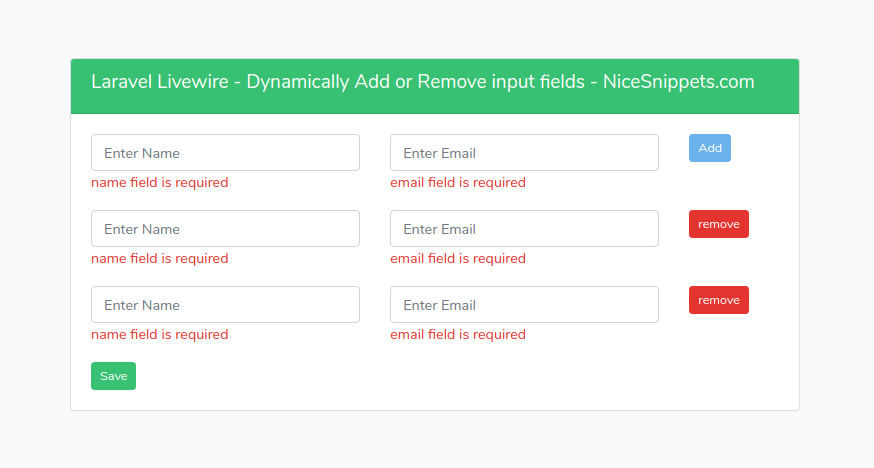 Laravel Livewire - Dynamically Add or Remove input fields - NiceSnippets.com
Enter Name Enter Email Add
name field is required email field is required
Enter Name Enter Email remove
name field is required email field is required
Enter Name Enter Email remove
name field is required email field is required
Save